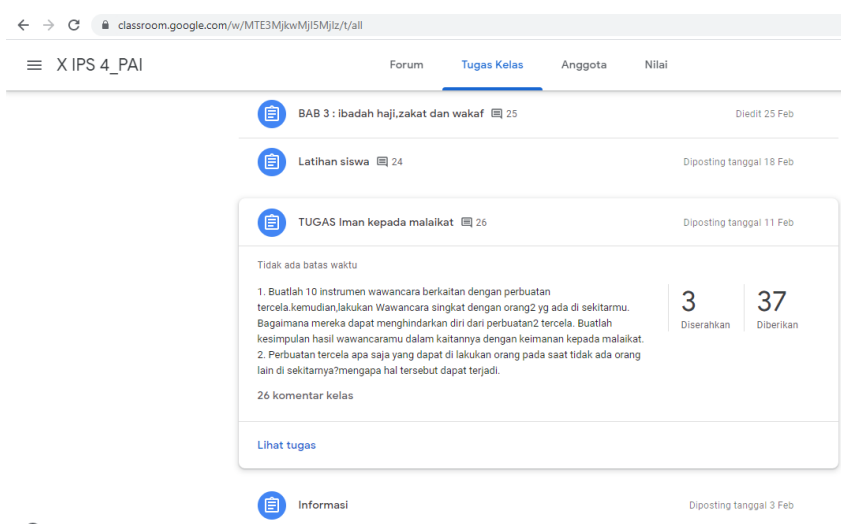 classroom.google.com/w/MTE3MjkwMjI5Mjlz/t/all
X IPS 4_PAI
Forum
Tugas Kelas
Anggota
Nilai
BAB 3 : ibadah haji,zakat dan wakaf 25
Diedit 25 Feb
Latihan siswa 24
Diposting tanggal 18 Feb
TUGAS Iman kepada malaikat 26
Diposting tanggal 11 Feb
Tidak ada batas waktu
1. Buatlah 10 instrumen wawancara berkaitan dengan perbuatan
tercela.kemudian,lakukan Wawancara singkat dengan orang2 yg ada di sekitarmu.
Bagaimana mereka dapat menghindarkan diri dari perbuatan2 tercela. Buatlah
kesimpulan hasil wawancaramu dalam kaitannya dengan keimanan kepada malaikat.
2. Perbuatan tercela apa saja yang dapat di lakukan orang pada saat tidak ada orang
lain di sekitarnya?mengapa hal tersebut dapat terjadi.
3
Diserahkan
37
Diberikan
26 komentar kelas
Lihat tugas
Informasi
Diposting tanggal 3 Feb